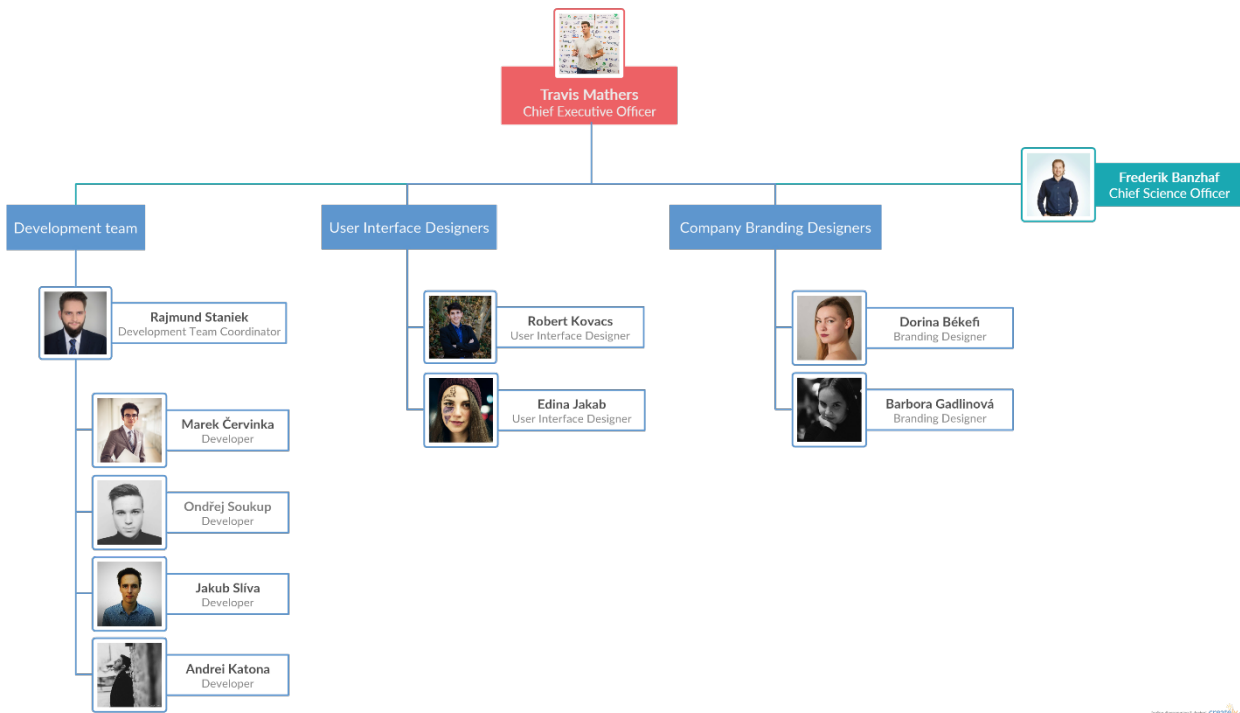 Travis Mathers
Chief Executive Officer
Frederik Banzhaf
Chief Science Officer
Development team
User Interface Designers
Company Branding Designers
Rajmund Staniek
Development Team Coordinator
Robert Kovacs
User Interface Designer
Dorina Békefi
Branding Designer
Edina Jakab
User Interface Designer
Barbora Gadlinová
Branding Designer
Marek Červinka
Developer
Ondřej Soukup
Developer
Jakub Slíva
Developer
Andrei Katona
Developer